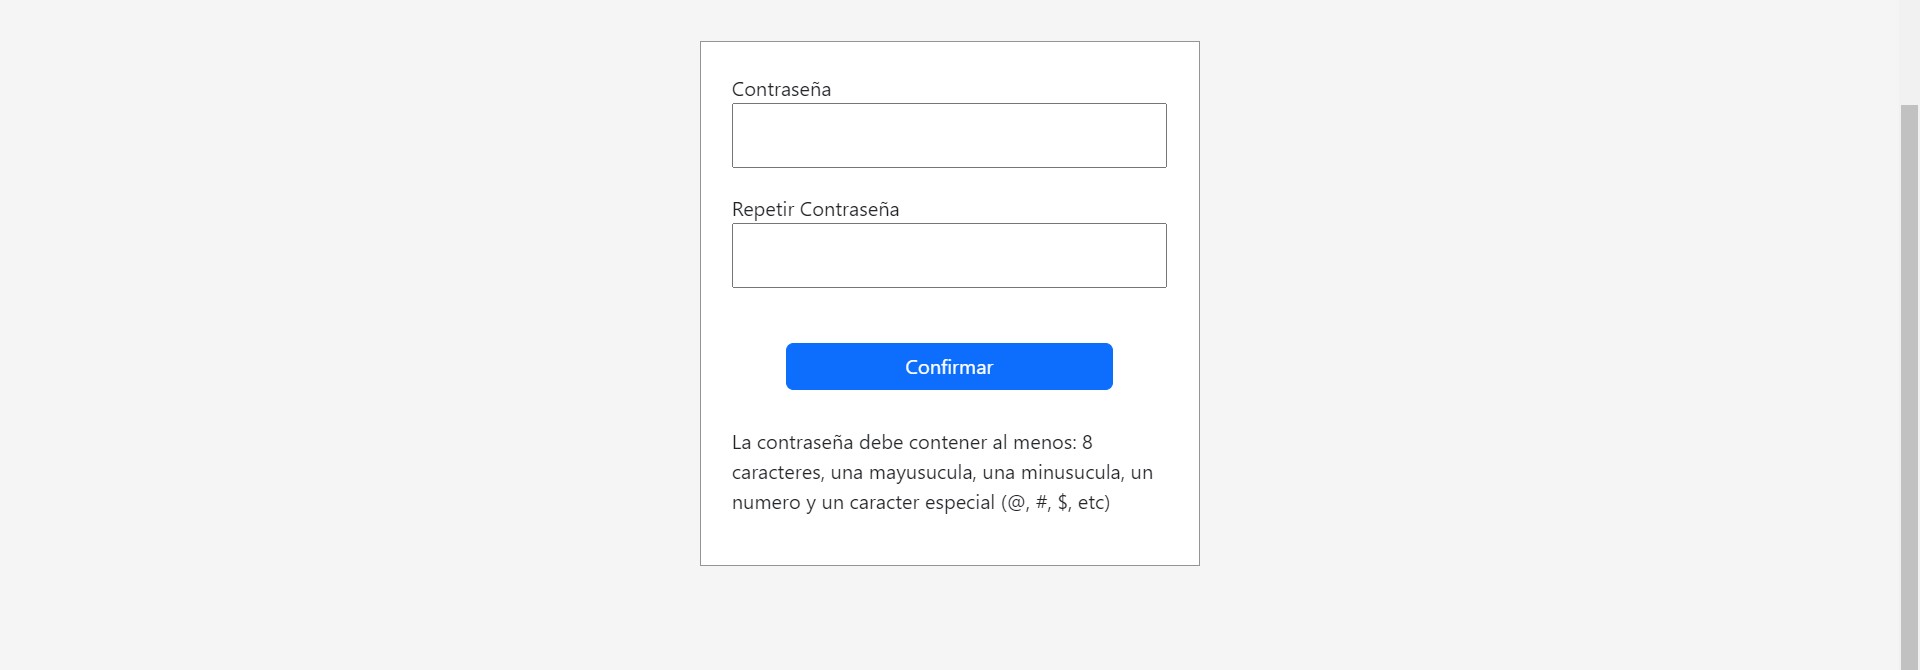 Contraseña
Repetir Contraseña
Confirmar
La contraseña debe contener al menos: 8
caracteres, una mayusucula, una minusucula, un
numero y un caracter especial (@, #, $, etc)